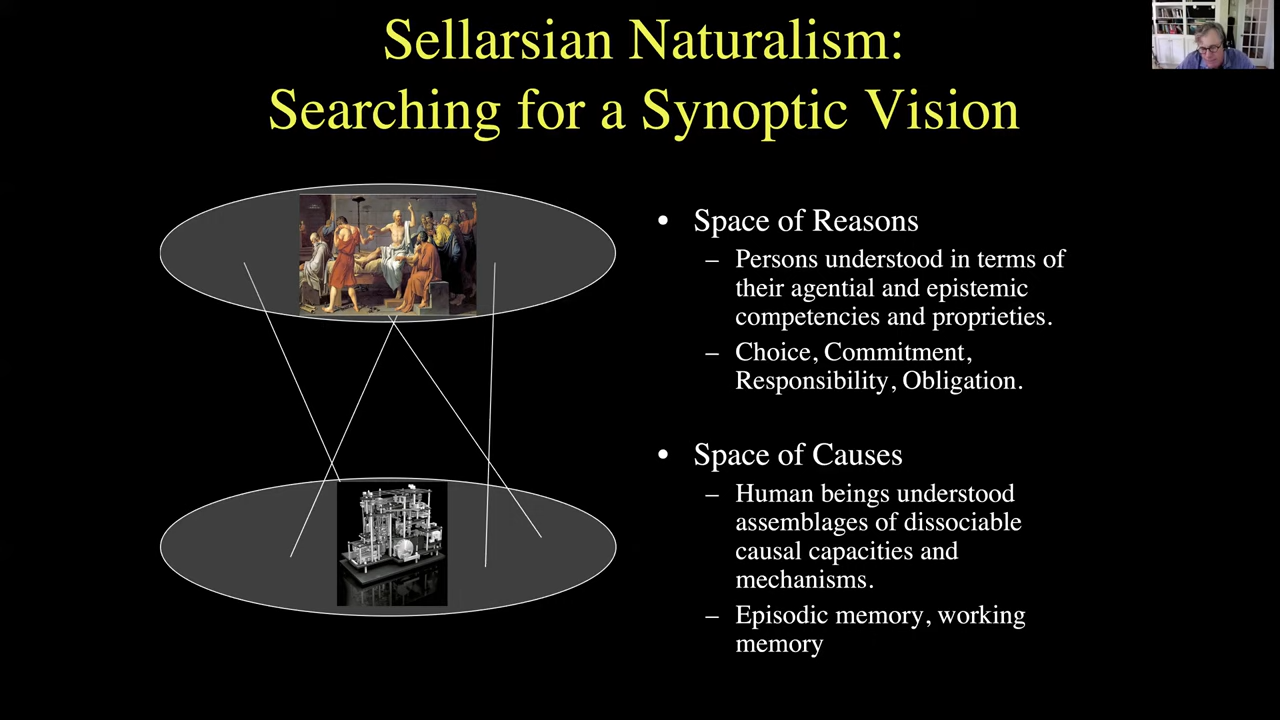 Sellarsian Naturalism:
Searching for a Synoptic Vision
• Space of Reasons
– Persons understood in terms of
their agential and epistemic
competencies and proprieties.
– Choice, Commitment,
Responsibility, Obligation.
• Space of Causes
– Human beings understood
assemblages of dissociable
causal capacities and
mechanisms.
– Episodic memory, working
memory